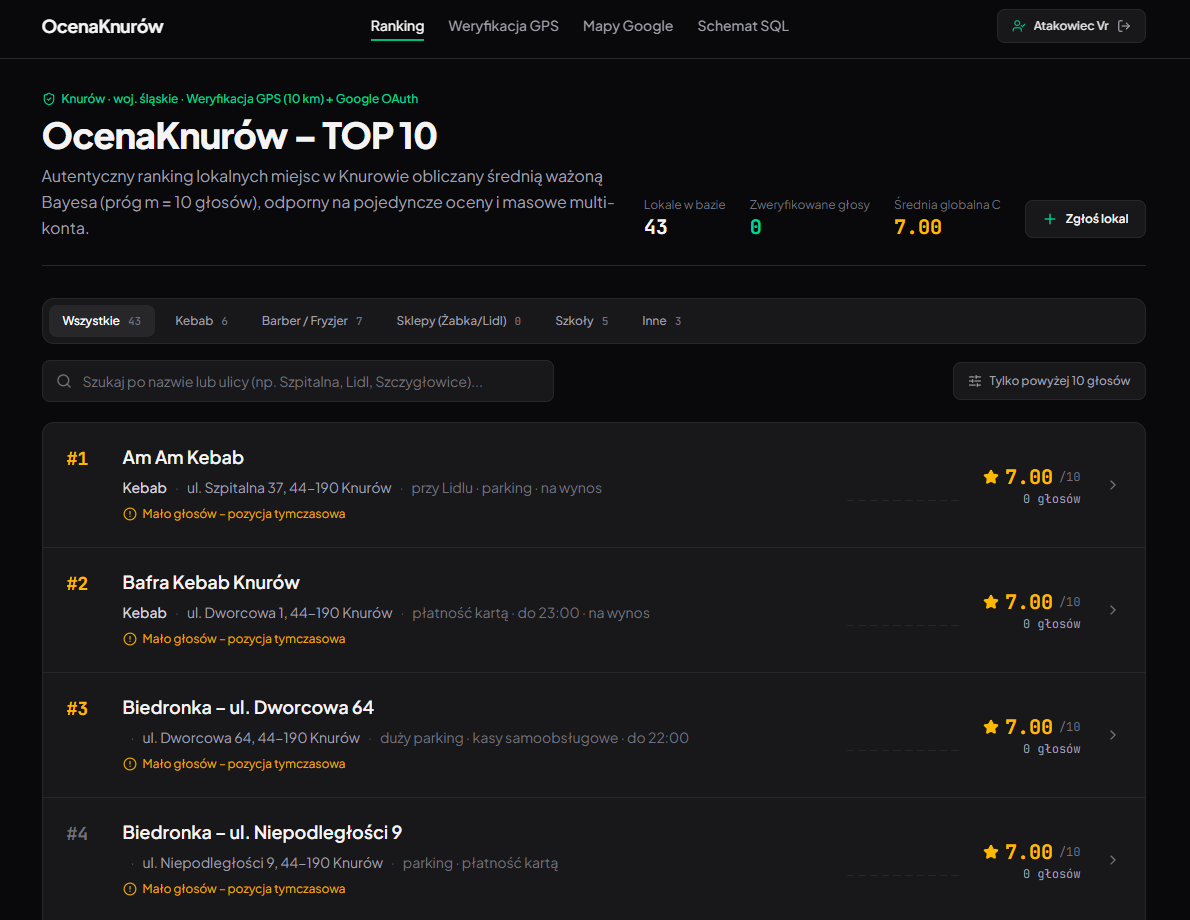 OcenaKnurów
Ranking
Weryfikacja GPS
Mapy Google
Schemat SQL
Atakowiec Vr
Knurów · woj. śląskie · Weryfikacja GPS (10 km) + Google OAuth
OcenaKnurów – TOP 10
Autentyczny ranking lokalnych miejsc w Knurowie obliczany średnią ważoną
Bayesa (próg m = 10 głosów), odporny na pojedyncze oceny i masowe multi-
konta.
Lokale w bazie
43
Zweryfikowane głosy
0
Średnia globalna C
7.00
Zgłoś lokal
Wszystkie 43
Kebab 6
Barber / Fryzjer 7
Sklepy (Żabka/Lidl) 0
Szkoły 5
Inne 3
Szukaj po nazwie lub ulicy (np. Szpitalna, Lidl, Szczygłowice)...
Tylko powyżej 10 głosów
#1
Am Am Kebab
Kebab · ul. Szpitalna 37, 44-190 Knurów · przy Lidlu · parking · na wynos
Mało głosów – pozycja tymczasowa
7.00 /10
0 głosów
#2
Bafra Kebab Knurów
Kebab · ul. Dworcowa 1, 44-190 Knurów · płatność kartą · do 23:00 · na wynos
Mało głosów – pozycja tymczasowa
7.00 /10
0 głosów
#3
Biedronka – ul. Dworcowa 64
· ul. Dworcowa 64, 44-190 Knurów · duży parking · kasy samoobsługowe · do 22:00
Mało głosów – pozycja tymczasowa
7.00 /10
0 głosów
#4
Biedronka – ul. Niepodległości 9
· ul. Niepodległości 9, 44-190 Knurów · parking · płatność kartą
Mało głosów – pozycja tymczasowa
7.00 /10
0 głosów